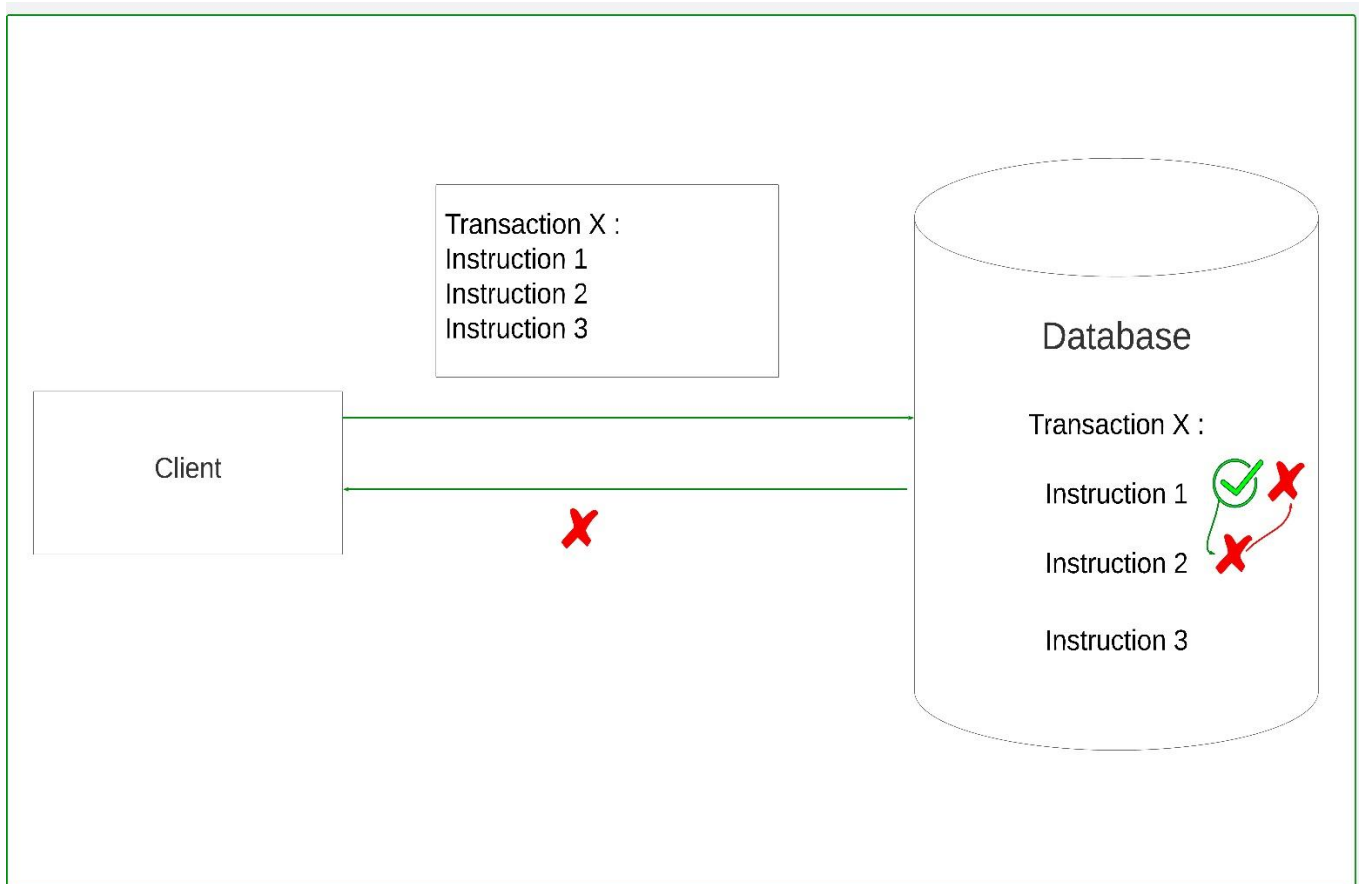 Transaction X :
Instruction 1
Instruction 2
Instruction 3
Client
Database
Transaction X :
Instruction 1
Instruction 2
Instruction 3